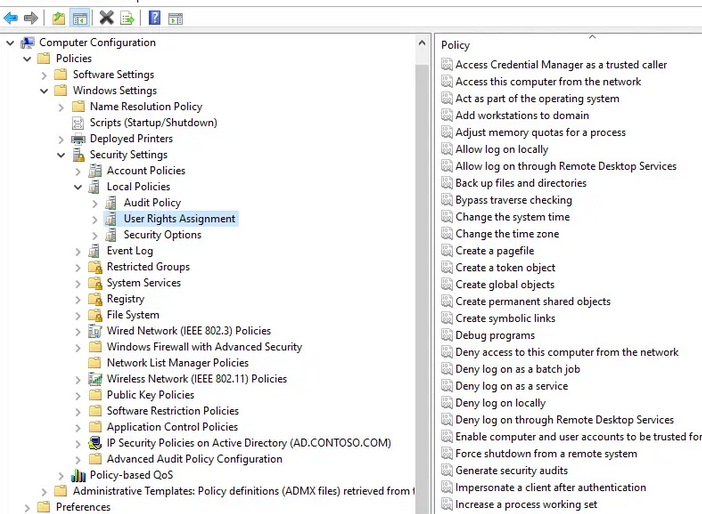 Computer Configuration
Policies
Software Settings
Windows Settings
Name Resolution Policy
Scripts (Startup/Shutdown)
Deployed Printers
Security Settings
Account Policies
Local Policies
Audit Policy
User Rights Assignment
Security Options
Event Log
Restricted Groups
System Services
Registry
File System
Wired Network (IEEE 802.3) Policies
Windows Firewall with Advanced Security
Network List Manager Policies
Wireless Network (IEEE 802.11) Policies
Public Key Policies
Software Restriction Policies
Application Control Policies
IP Security Policies on Active Directory (AD.CONTOSO.COM)
Advanced Audit Policy Configuration
Policy-based QoS
Administrative Templates: Policy definitions (ADMX files) retrieved from
Preferences
Policy
Access Credential Manager as a trusted caller
Access this computer from the network
Act as part of the operating system
Add workstations to domain
Adjust memory quotas for a process
Allow log on locally
Allow log on through Remote Desktop Services
Back up files and directories
Bypass traverse checking
Change the system time
Change the time zone
Create a pagefile
Create a token object
Create global objects
Create permanent shared objects
Create symbolic links
Debug programs
Deny access to this computer from the network
Deny log on as a batch job
Deny log on as a service
Deny log on locally
Deny log on through Remote Desktop Services
Enable computer and user accounts to be trusted for
Force shutdown from a remote system
Generate security audits
Impersonate a client after authentication
Increase a process working set